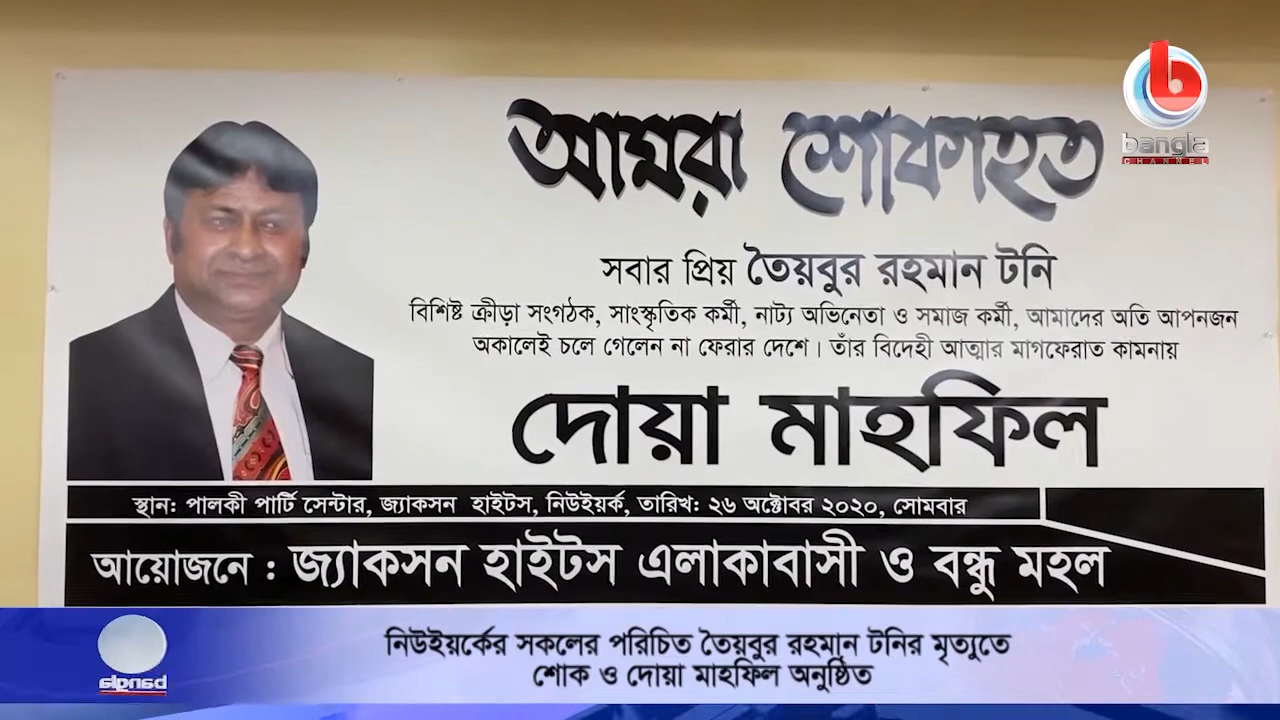 আমরা শোকাহত
bangla
CHANNEL
সবার প্রিয় তৈয়বুর রহমান টনি
বিশিষ্ট ক্রীড়া সংগঠক, সাংস্কৃতিক কর্মী, নাট্য অভিনেতা ও সমাজ কর্মী, আমাদের অতি আপনজন
অকালেই চলে গেলেন না ফেরার দেশে। তাঁর বিদেহী আত্মার মাগফেরাত কামনায়
দোয়া মাহফিল
স্থান: পালকী পার্টি সেন্টার, জ্যাকসন হাইটস, নিউইয়র্ক, তারিখ: ২৬ অক্টোবর ২০২০, সোমবার
আয়োজনে : জ্যাকসন হাইটস এলাকাবাসী ও বন্ধু মহল
নিউইয়র্কের সকলের পরিচিত তৈয়বুর রহমান টনির মৃত্যুতে
শোক ও দোয়া মাহফিল অনুষ্ঠিত
bangla